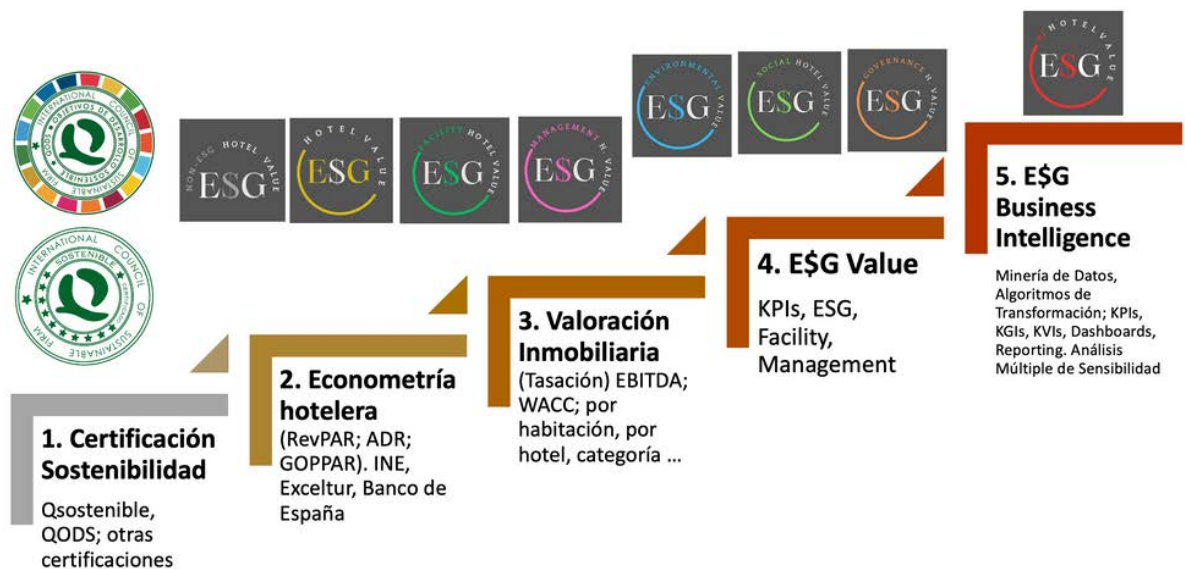 INTERNATIONAL COUNCIL OF SUSTAINABLE FIRM
OBJETIVOS DE DESARROLLO SOSTENIBLE
QODS
INTERNATIONAL COUNCIL OF SUSTAINABLE FIRM
SOSTENIBLE
CERTIFICADO
NON-ESG HOTEL VALUE
E$G
HOTEL VALUE
E$G
FACILITY HOTEL VALUE
E$G
MANAGEMENT H. VALUE
E$G
ENVIRONMENTAL VALUE
E$G
SOCIAL HOTEL VALUE
E$G
GOVERNANCE H. VALUE
E$G
HOTEL VALUE
E$G
1. Certificación
Sostenibilidad
Qsostenible,
QODS; otras
certificaciones
2. Econometría
hotelera
(RevPAR; ADR;
GOPPAR). INE,
Exceltur, Banco de
España
3. Valoración
Inmobiliaria
(Tasación) EBITDA;
WACC; por
habitación, por
hotel, categoría ...
4. E$G Value
KPIs, ESG,
Facility,
Management
5. E$G
Business
Intelligence
Minería de Datos,
Algoritmos de
Transformación; KPIs,
KGIs, KVIs, Dashboards,
Reporting. Análisis
Múltiple de Sensibilidad